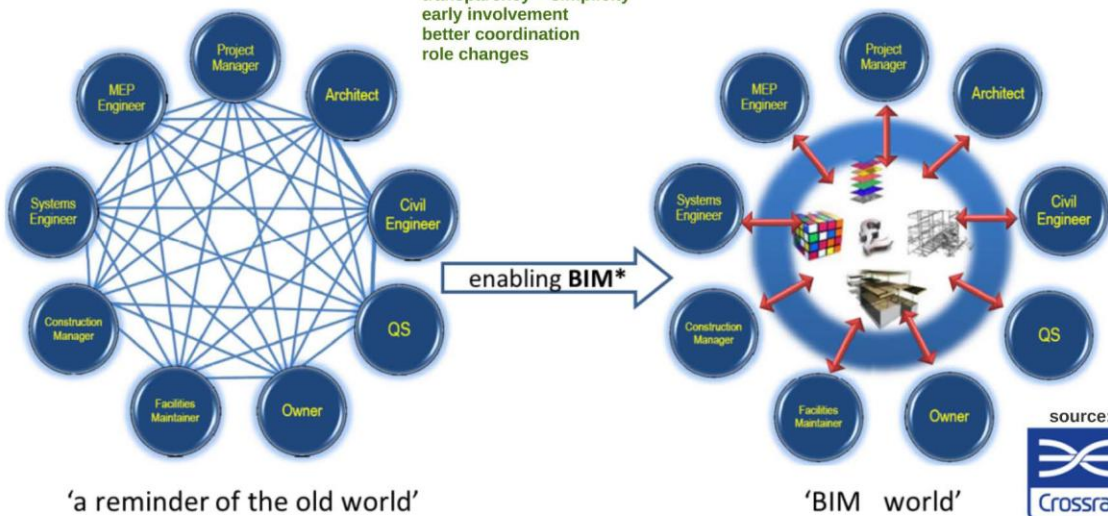 early involvement
better coordination
role changes
Project
Manager
MEP
Engineer
Architect
Systems
Engineer
Civil
Engineer
Construction
Manager
QS
Facilities
Maintainer
Owner
enabling BIM*
Project
Manager
MEP
Engineer
Architect
Systems
Engineer
Civil
Engineer
Construction
Manager
QS
Facilities
Maintainer
Owner
source:
'a reminder of the old world'
'BIM world'